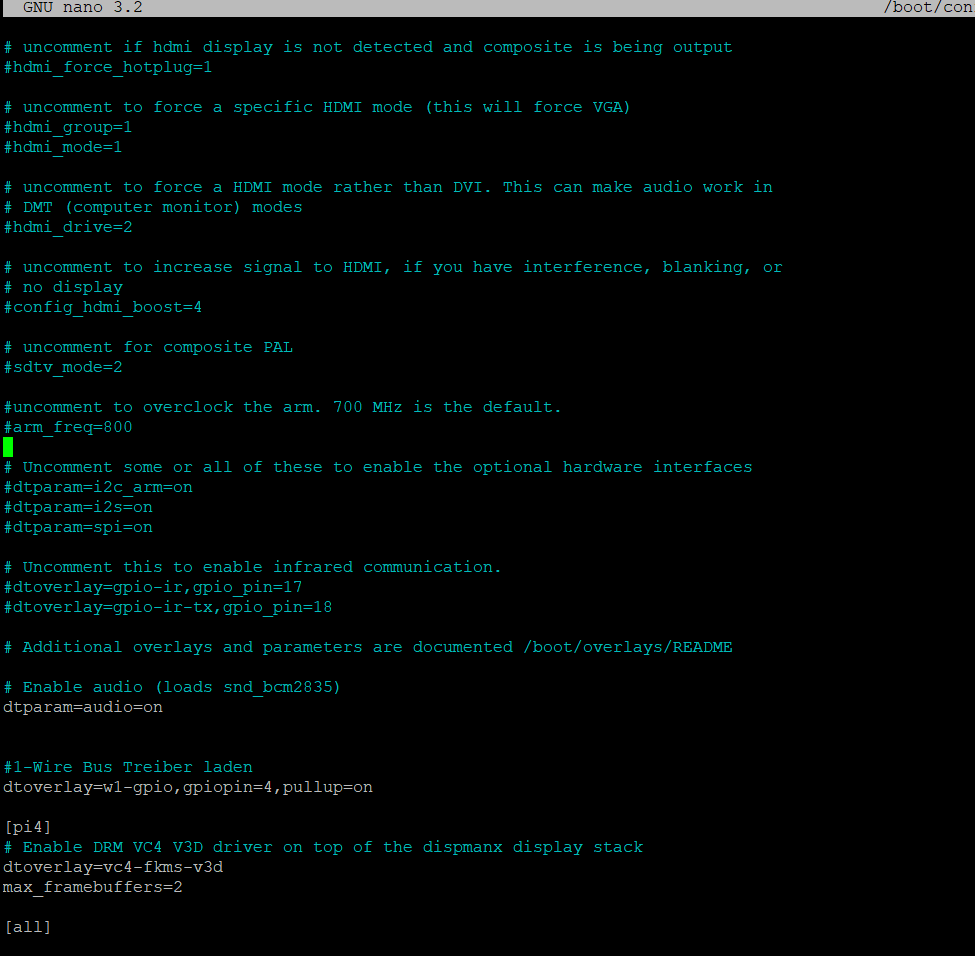 GNU nano 3.2 /boot/con
# uncomment if hdmi display is not detected and composite is being output
#hdmi_force_hotplug=1
# uncomment to force a specific HDMI mode (this will force VGA)
#hdmi_group=1
#hdmi_mode=1
# uncomment to force a HDMI mode rather than DVI. This can make audio work in
# DMT (computer monitor) modes
#hdmi_drive=2
# uncomment to increase signal to HDMI, if you have interference, blanking, or
# no display
#config_hdmi_boost=4
# uncomment for composite PAL
#sdtv_mode=2
#uncomment to overclock the arm. 700 MHz is the default.
#arm_freq=800
# Uncomment some or all of these to enable the optional hardware interfaces
#dtparam=i2c_arm=on
#dtparam=i2s=on
#dtparam=spi=on
# Uncomment this to enable infrared communication.
#dtoverlay=gpio-ir,gpio_pin=17
#dtoverlay=gpio-ir-tx,gpio_pin=18
# Additional overlays and parameters are documented /boot/overlays/README
# Enable audio (loads snd_bcm2835)
dtparam=audio=on
#1-Wire Bus Treiber laden
dtoverlay=w1-gpio,gpiopin=4,pullup=on
[pi4]
# Enable DRM VC4 V3D driver on top of the dispmanx display stack
dtoverlay=vc4-fkms-v3d
max_framebuffers=2
[all]